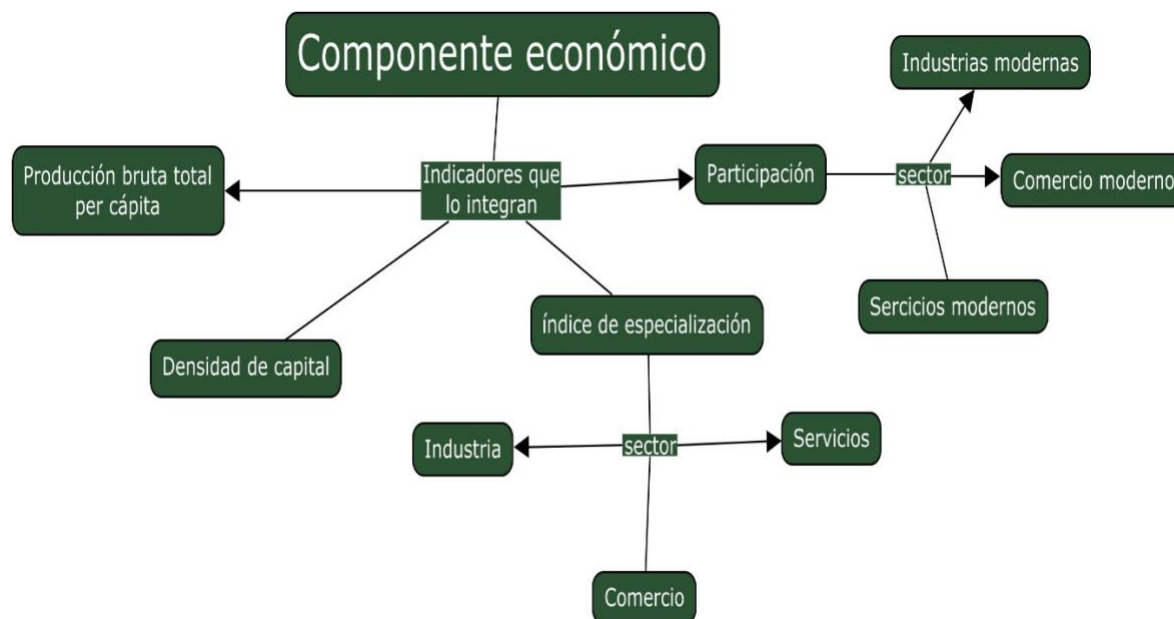 Componente económico
Indicadores que
lo integran
Producción bruta total
per cápita
Densidad de capital
índice de especialización
sector
Industria
Servicios
Comercio
Participación
sector
Industrias modernas
Comercio moderno
Sercicios modernos